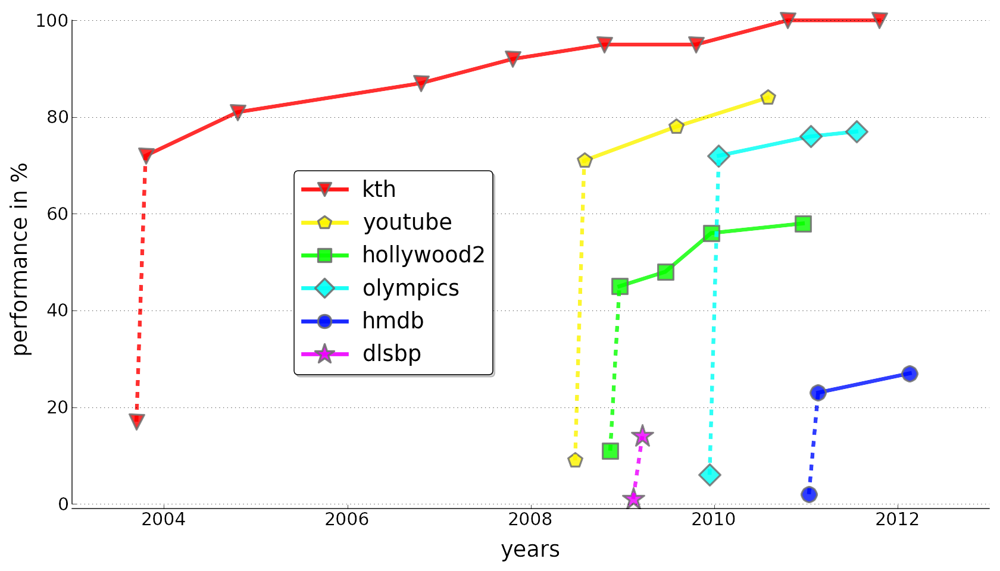 100
80
60
40
20
0
performance in %
kth
youtube
hollywood2
olympics
hmdb
dlsbp
2004 2006 2008 2010 2012
years